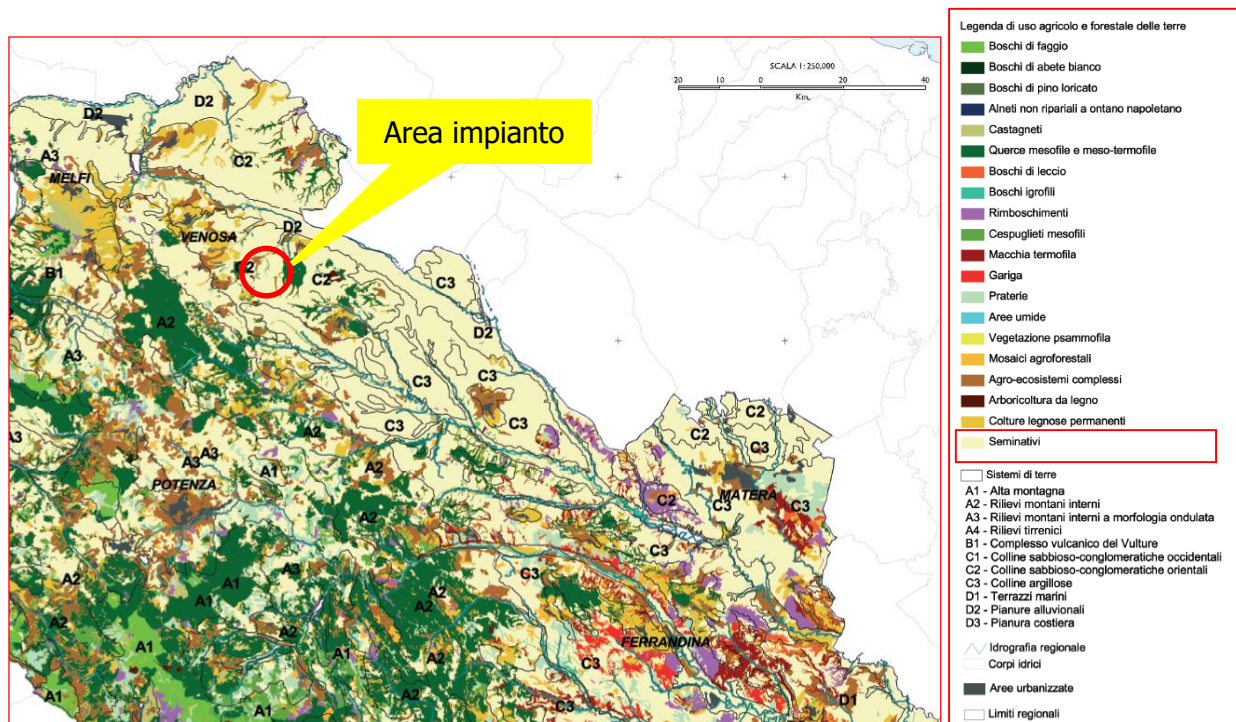 SCALA 1: 250,000
20 10 0 20 40
Km.
Area impianto
D2
D2
A3
C2
MELFI
VENOSA
D2
C2
C2
B1
C3
A2
D2
A3
C3
C3
C3
C3
C2
C2
C3
A2
A3
A3
A1
A2
POTENZA
A2
C2
MATERA
C3
C3
C3
A1
A3
C3
A2
A1
A2
A2
A2
A2
FERRANDINA
A1
A2
C3
A1
A1
A2
C3
D1
Legenda di uso agricolo e forestale delle terre
Boschi di faggio
Boschi di abete bianco
Boschi di pino loricato
Alneti non ripariali a ontano napoletano
Castagneti
Querce mesofile e meso-termofile
Boschi di leccio
Boschi igrofili
Rimboschimenti
Cespuglieti mesofili
Macchia termofila
Gariga
Praterie
Aree umide
Vegetazione psammofila
Mosaici agroforestali
Agro-ecosistemi complessi
Arboricoltura da legno
Colture legnose permanenti
Seminativi
Sistemi di terre
A1 - Alta montagna
A2 - Rilievi montani interni
A3 - Rilievi montani interni a morfologia ondulata
A4 - Rilievi tirrenici
B1 - Complesso vulcanico del Vulture
C1 - Colline sabbioso-conglomeratiche occidentali
C2 - Colline sabbioso-conglomeratiche orientali
C3 - Colline argillose
D1 - Terrazzi marini
D2 - Pianure alluvionali
D3 - Pianura costiera
Idrografia regionale
Corpi idrici
Aree urbanizzate
Limiti regionali